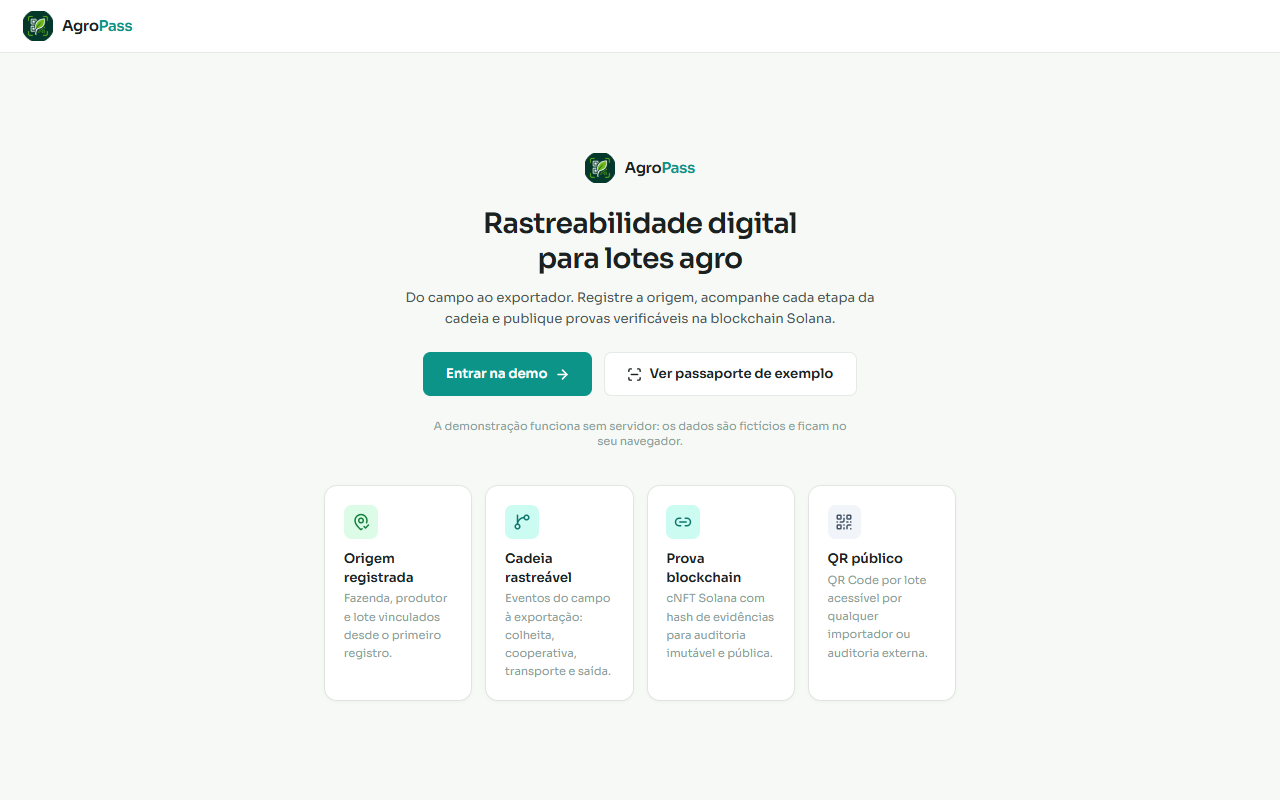 AgroPass
AgroPass
Rastreabilidade digital
para lotes agro
Do campo ao exportador. Registre a origem, acompanhe cada etapa da
cadeia e publique provas verificáveis na blockchain Solana.
Entrar na demo
Ver passaporte de exemplo
A demonstração funciona sem servidor: os dados são fictícios e ficam no
seu navegador.
Origem
registrada
Fazenda, produtor
e lote vinculados
desde o primeiro
registro.
Cadeia
rastreável
Eventos do campo
à exportação:
colheita,
cooperativa,
transporte e saída.
Prova
blockchain
cNFT Solana com
hash de evidências
para auditoria
imutável e pública.
QR público
QR Code por lote
acessível por
qualquer
importador ou
auditoria externa.